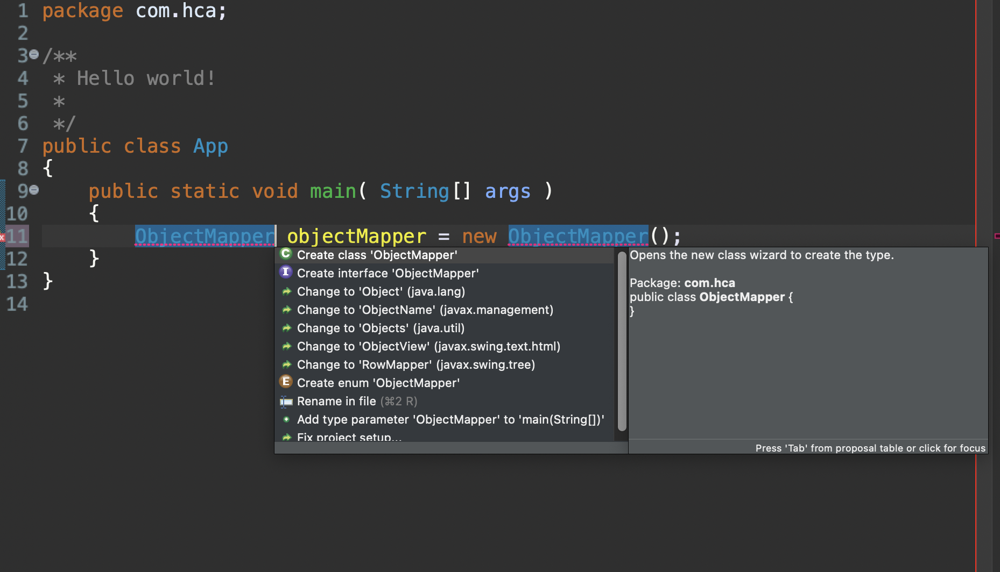 1 package com.hca;
2
3 /**
4  * Hello world!
5  *
6  */
7 public class App
8 {
9     public static void main( String[] args )
10     {
11         ObjectMapper objectMapper = new ObjectMapper();
12     }
13 }
14
Create class 'ObjectMapper'
Create interface 'ObjectMapper'
Change to 'Object' (java.lang)
Change to 'ObjectName' (javax.management)
Change to 'Objects' (java.util)
Change to 'ObjectView' (javax.swing.text.html)
Change to 'RowMapper' (javax.swing.tree)
Create enum 'ObjectMapper'
Rename in file (⌘2 R)
Add type parameter 'ObjectMapper' to 'main(String[])'
Fix project setup...
Opens the new class wizard to create the type.
Package: com.hca
public class ObjectMapper {
}
Press 'Tab' from proposal table or click for focus